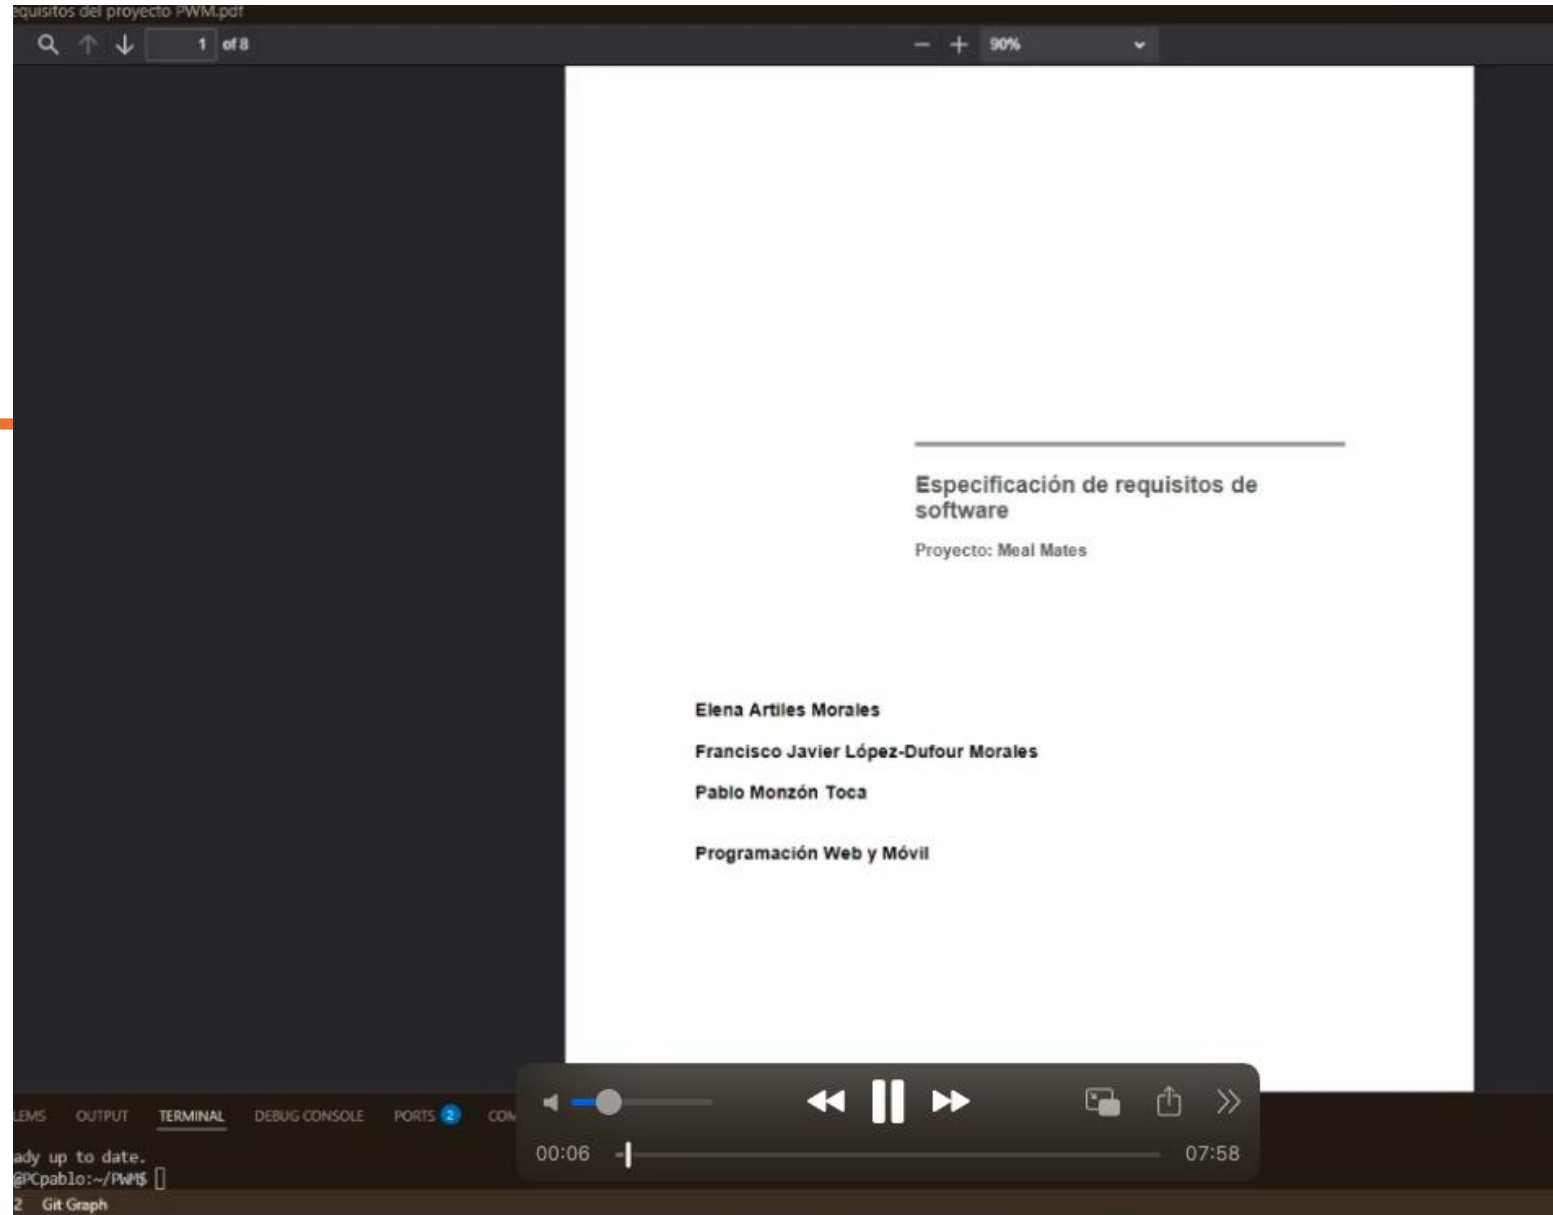 equisitos del proyecto PWM.pdf
1 of 8
90%
Especificación de requisitos de
software
Proyecto: Meal Mates
Elena Artiles Morales
Francisco Javier López-Dufour Morales
Pablo Monzón Toca
Programación Web y Móvil
LEMS OUTPUT TERMINAL DEBUG CONSOLE PORTS 2 COM
00:06 07:58
ady up to date.
@PCpablo:~/PWM$
2 Git Graph